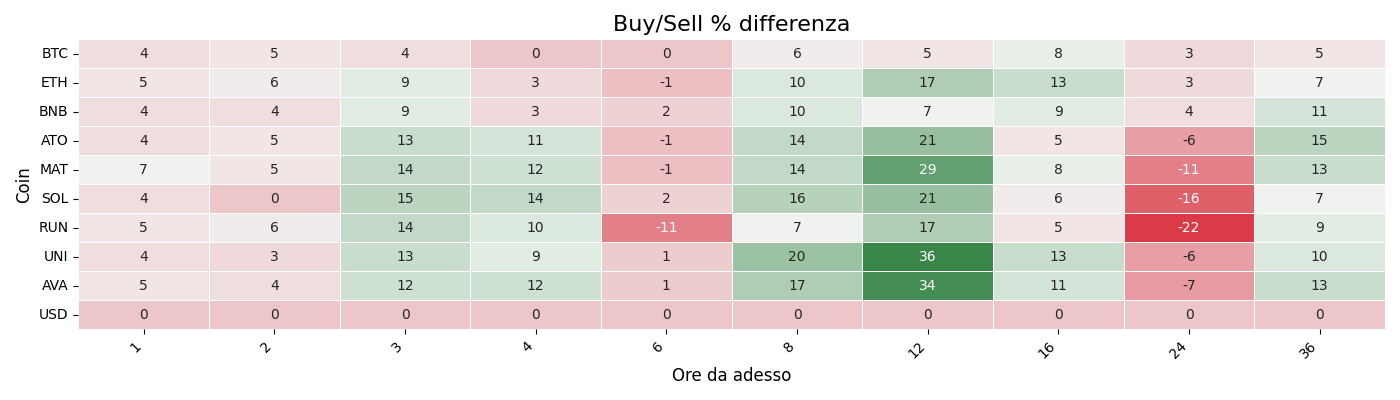 Buy/Sell % differenza
Coin
BTC 4 5 4 0 0 6 5 8 3 5
ETH 5 6 9 3 -1 10 17 13 3 7
BNB 4 4 9 3 2 10 7 9 4 11
ATO 4 5 13 11 -1 14 21 5 -6 15
MAT 7 5 14 12 -1 14 29 8 -11 13
SOL 4 0 15 14 2 16 21 6 -16 7
RUN 5 6 14 10 -11 7 17 5 -22 9
UNI 4 3 13 9 1 20 36 13 -6 10
AVA 5 4 12 12 1 17 34 11 -7 13
USD 0 0 0 0 0 0 0 0 0 0
1 2 3 4 6 8 12 16 24 36
Ore da adesso